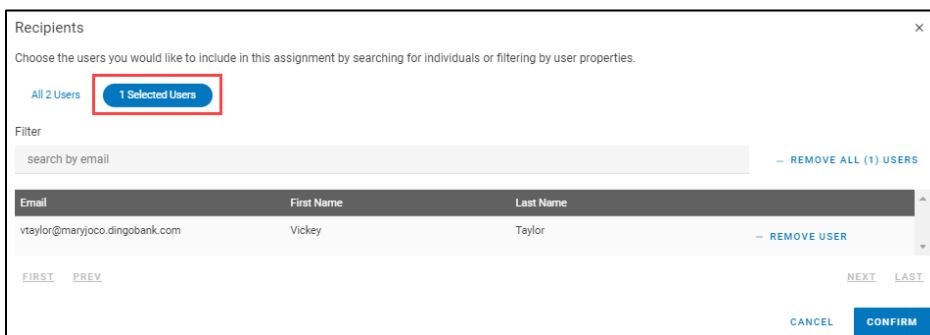 Recipients ×
Choose the users you would like to include in this assignment by searching for individuals or filtering by user properties.
All 2 Users 1 Selected Users
Filter
search by email — REMOVE ALL (1) USERS
Email First Name Last Name
vtaylor@maryjoco.dingobank.com Vickey Taylor — REMOVE USER
FIRST PREV NEXT LAST
CANCEL CONFIRM